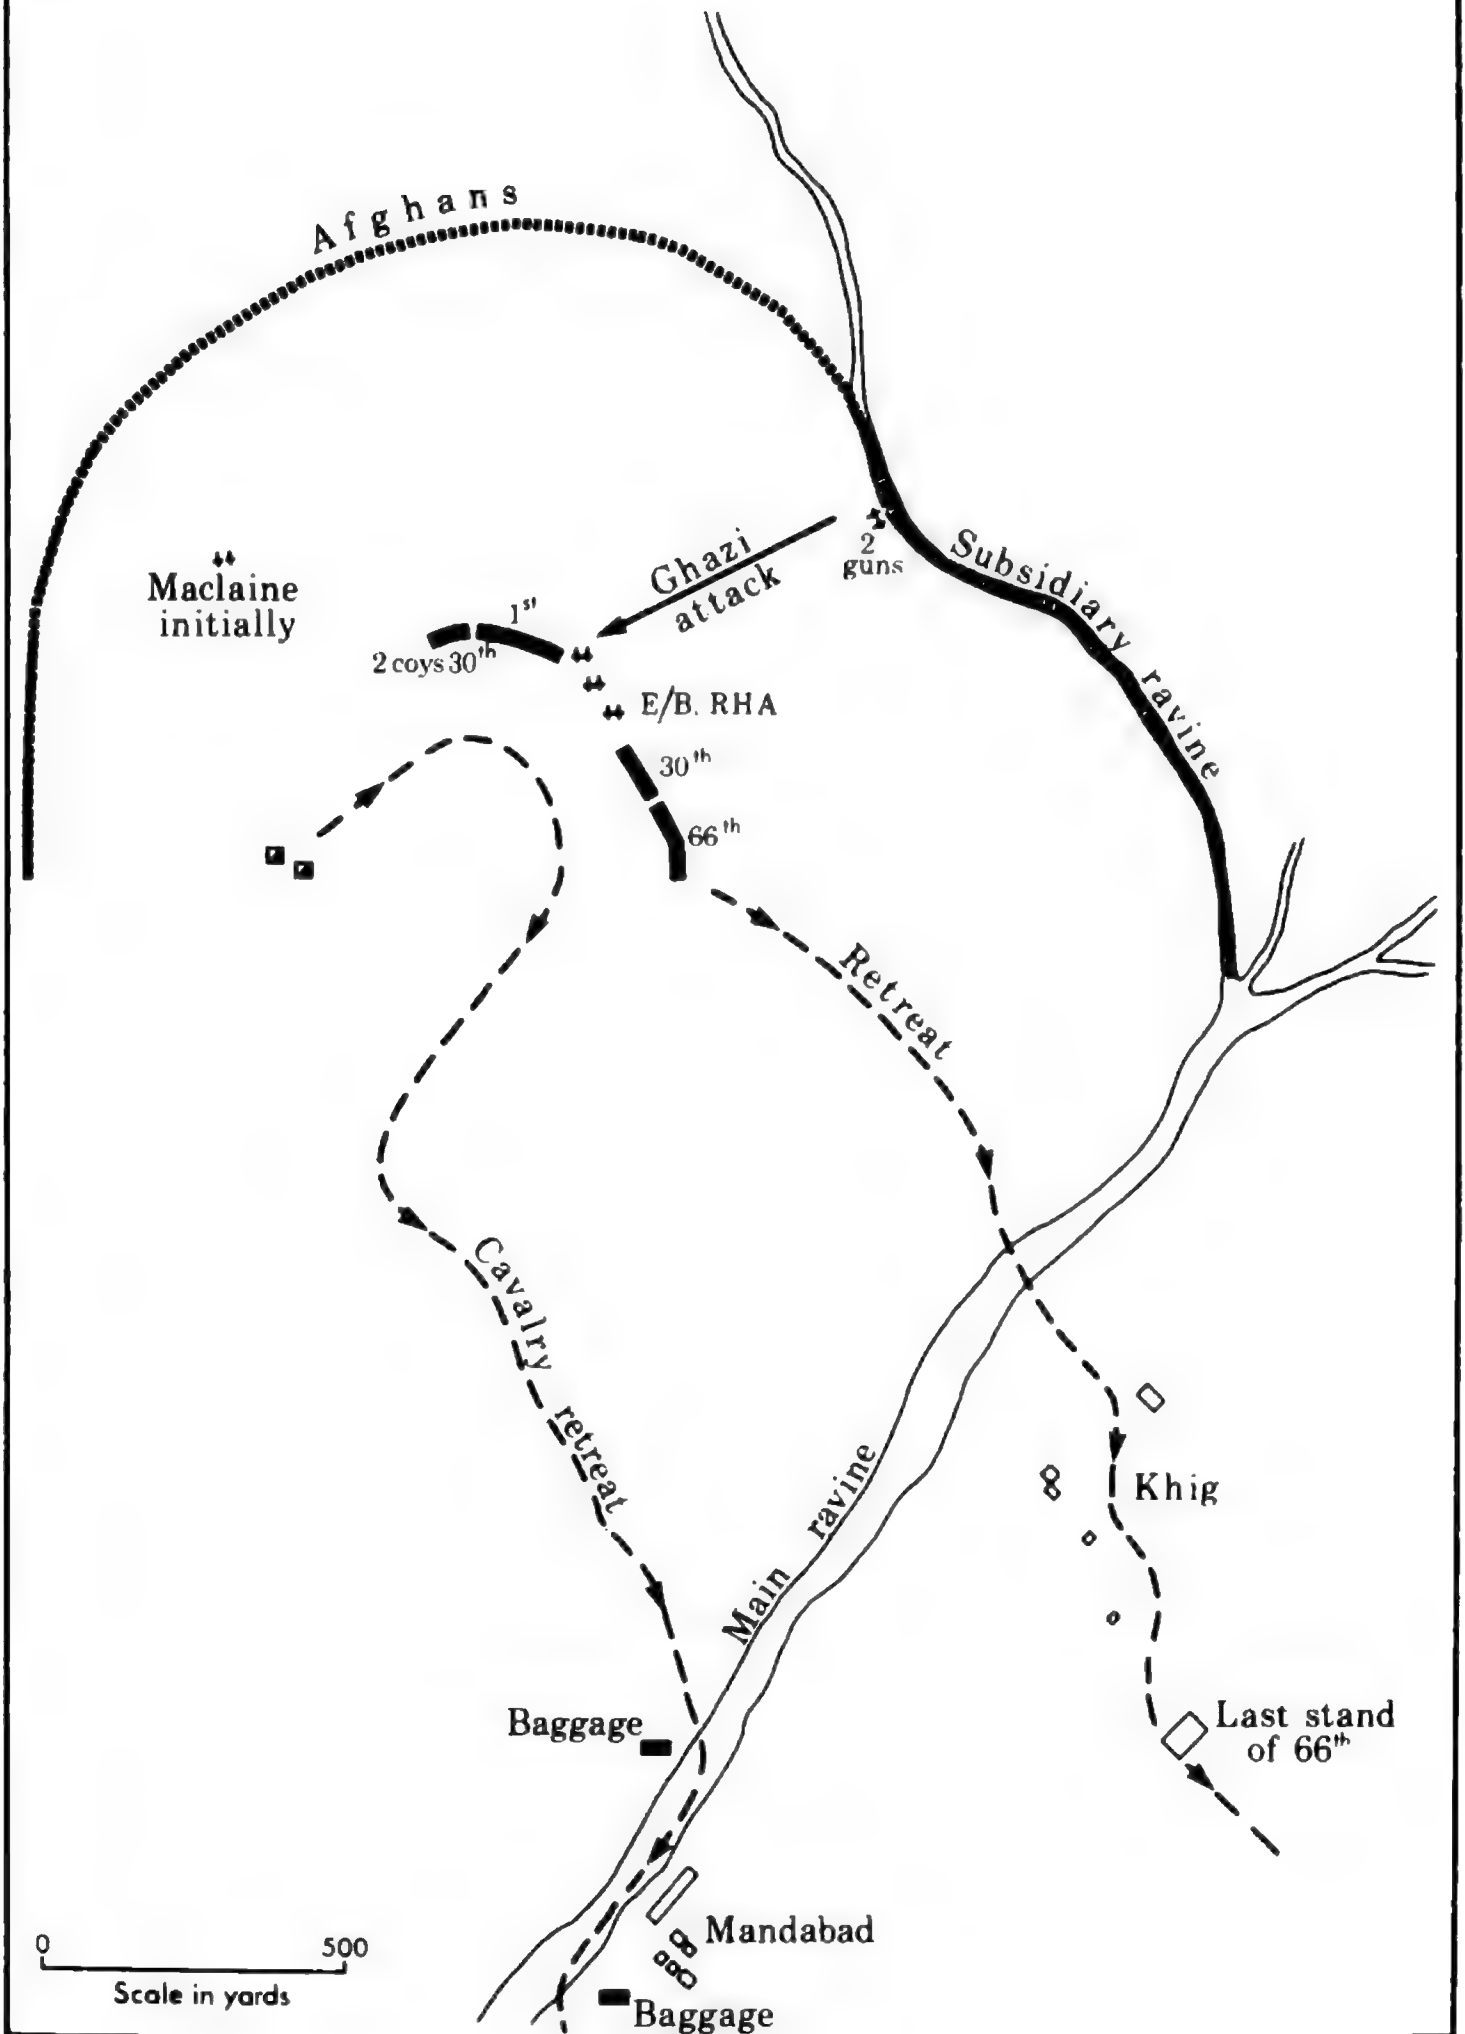 Afghans
2
guns
Subsidiary ravine
Ghazi
attack
Maclaine
initially
1st
2 coys 30th
E/B. RHA
30th
66th
Retreat
Cavalry retreat
Khig
Main ravine
Baggage
Last stand
of 66th
Mandabad
0 500
Scale in yards
Baggage